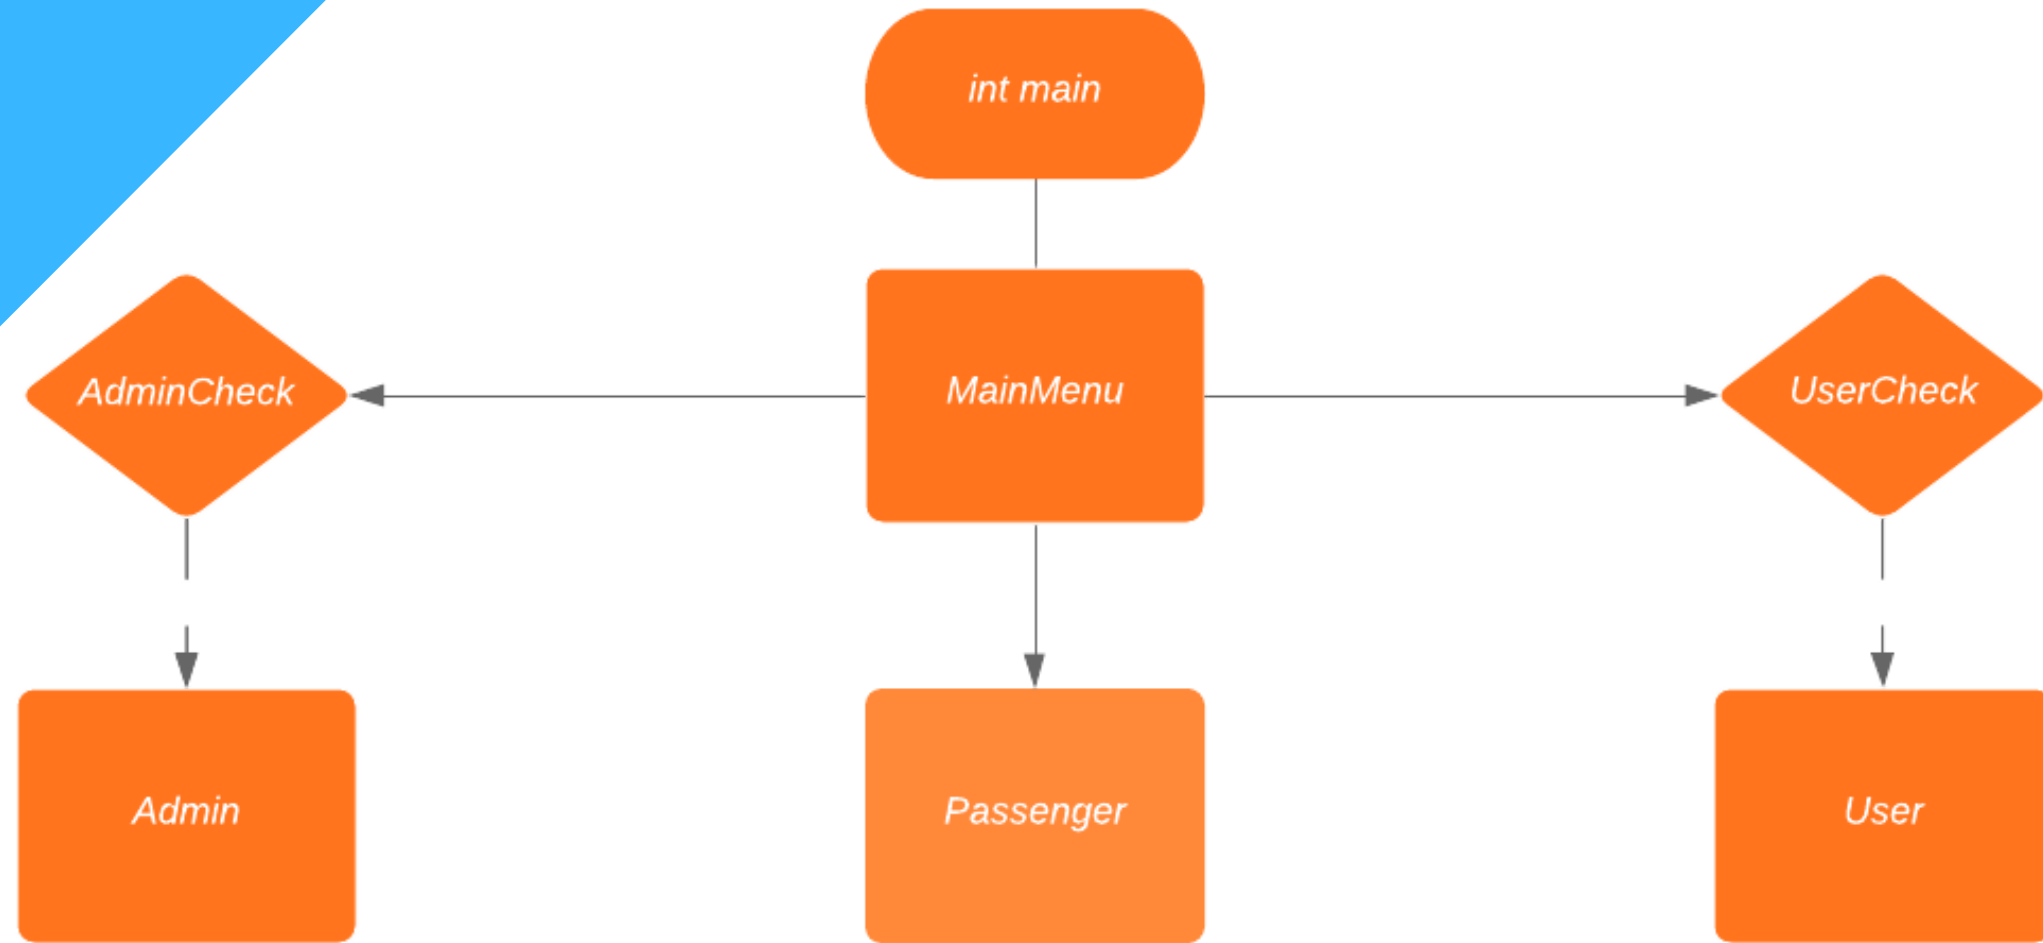 int main
AdminCheck
MainMenu
UserCheck
Admin
Passenger
User